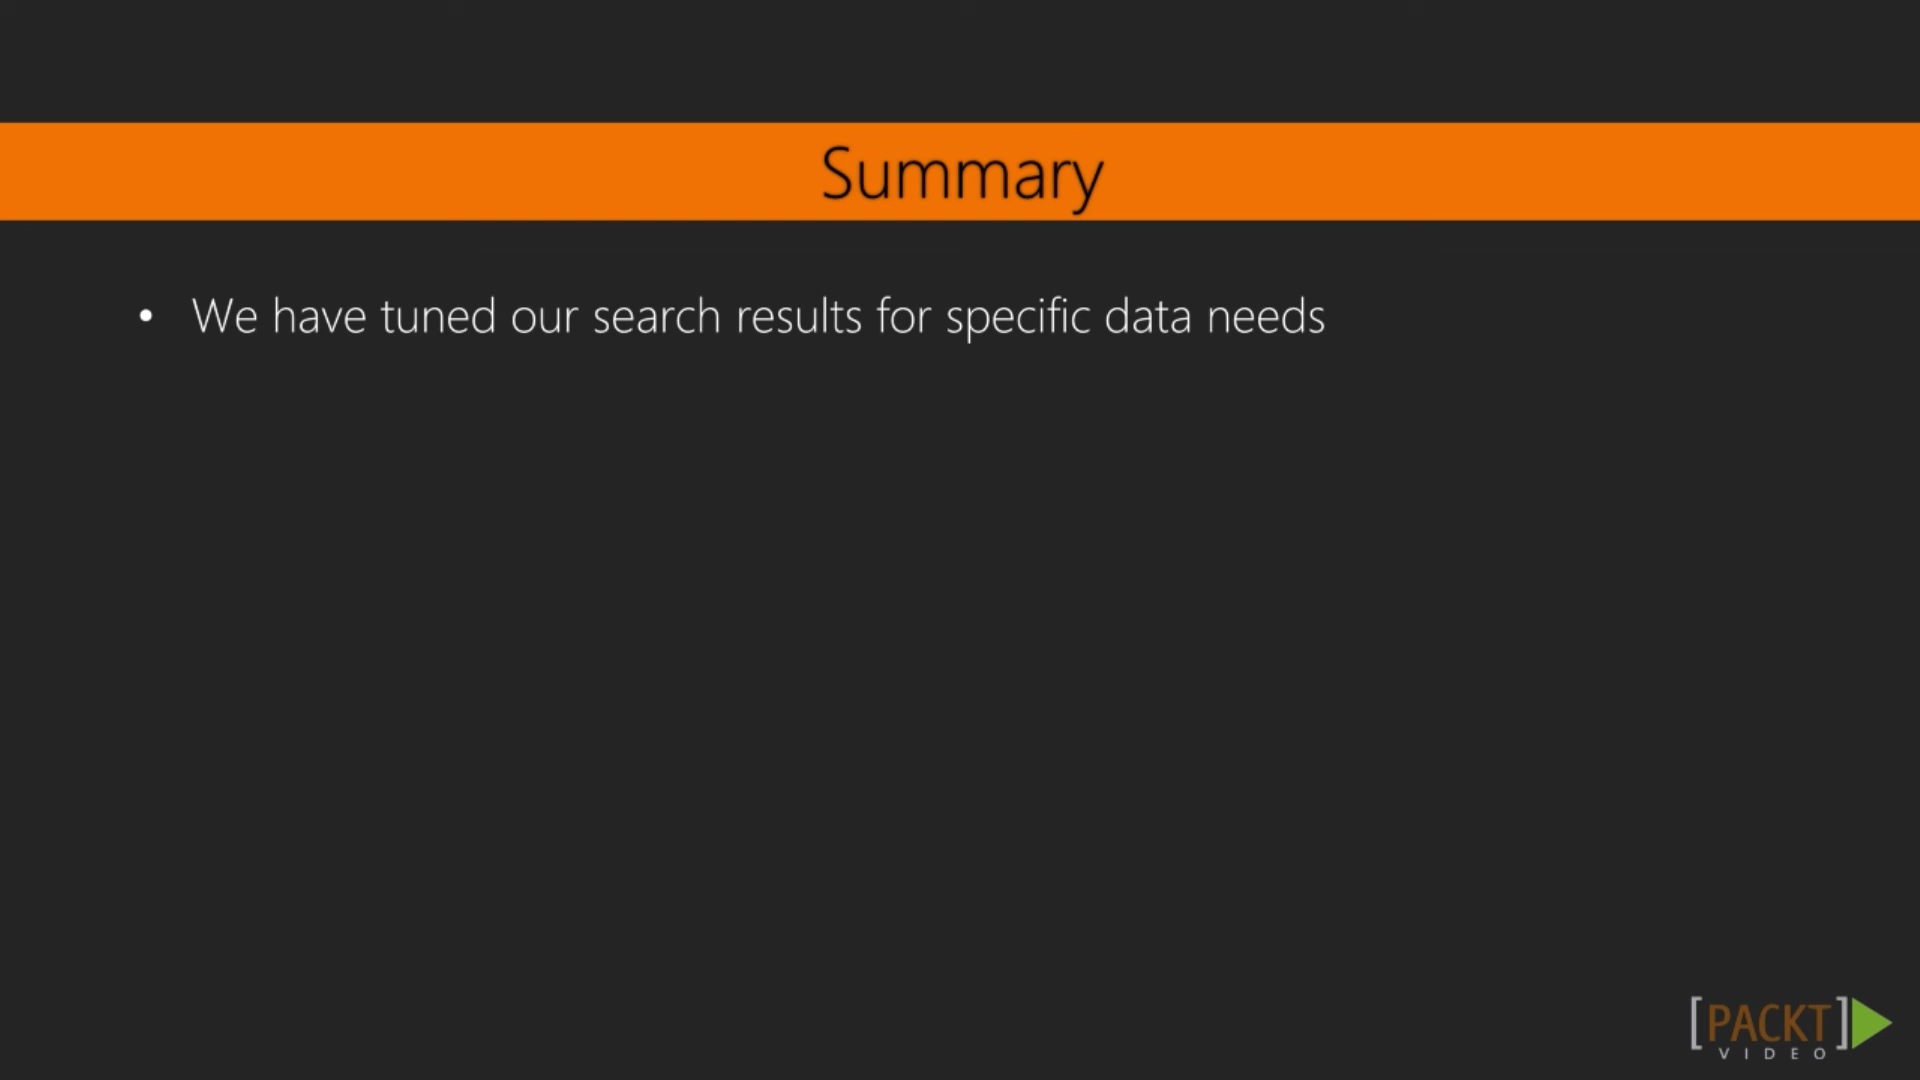 Summary
• We have tuned our search results for specific data needs
[PACKT]
VIDEO